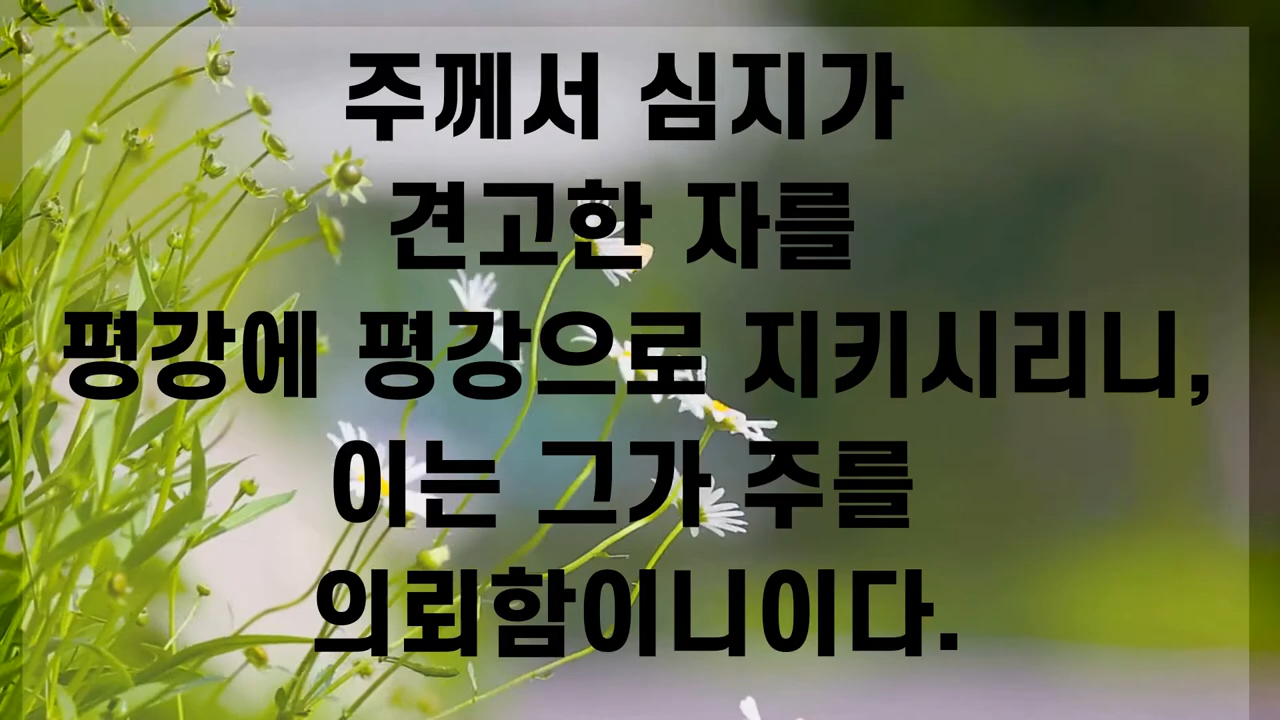 주께서 심지가
견고한 자를
평강에 평강으로 지키시리니,
이는 그가 주를
의뢰함이니이다.